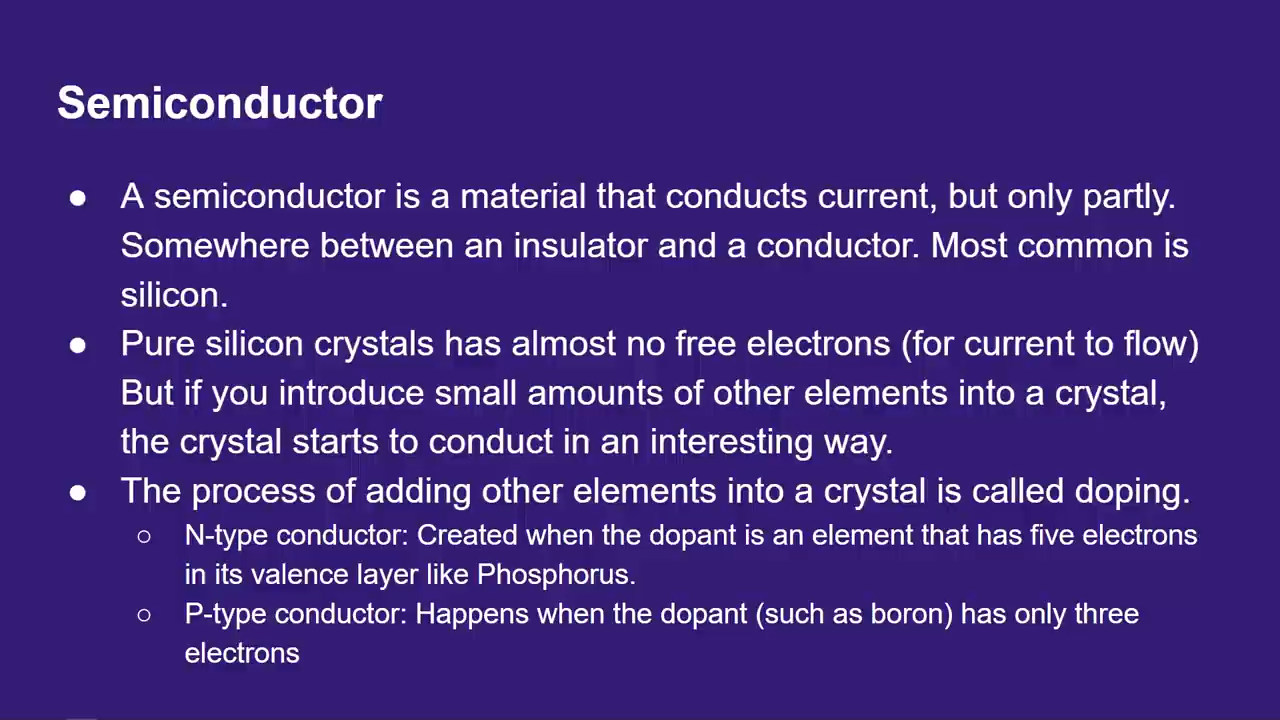 Semiconductor
● A semiconductor is a material that conducts current, but only partly.
Somewhere between an insulator and a conductor. Most common is
silicon.
● Pure silicon crystals has almost no free electrons (for current to flow)
But if you introduce small amounts of other elements into a crystal,
the crystal starts to conduct in an interesting way.
● The process of adding other elements into a crystal is called doping.
○ N-type conductor: Created when the dopant is an element that has five electrons
in its valence layer like Phosphorus.
○ P-type conductor: Happens when the dopant (such as boron) has only three
electrons